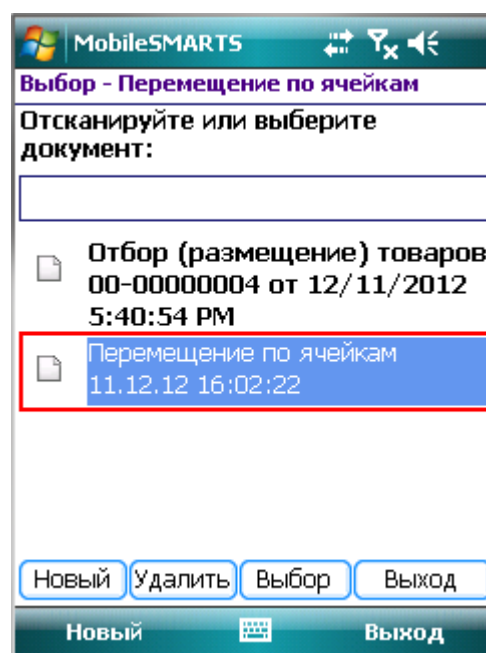 MobileSMARTS
Выбор - Перемещение по ячейкам
Отсканируйте или выберите
документ:
Отбор (размещение) товаров
00-00000004 от 12/11/2012
5:40:54 PM
Перемещение по ячейкам
11.12.12 16:02:22
Новый Удалить Выбор Выход
Новый Выход